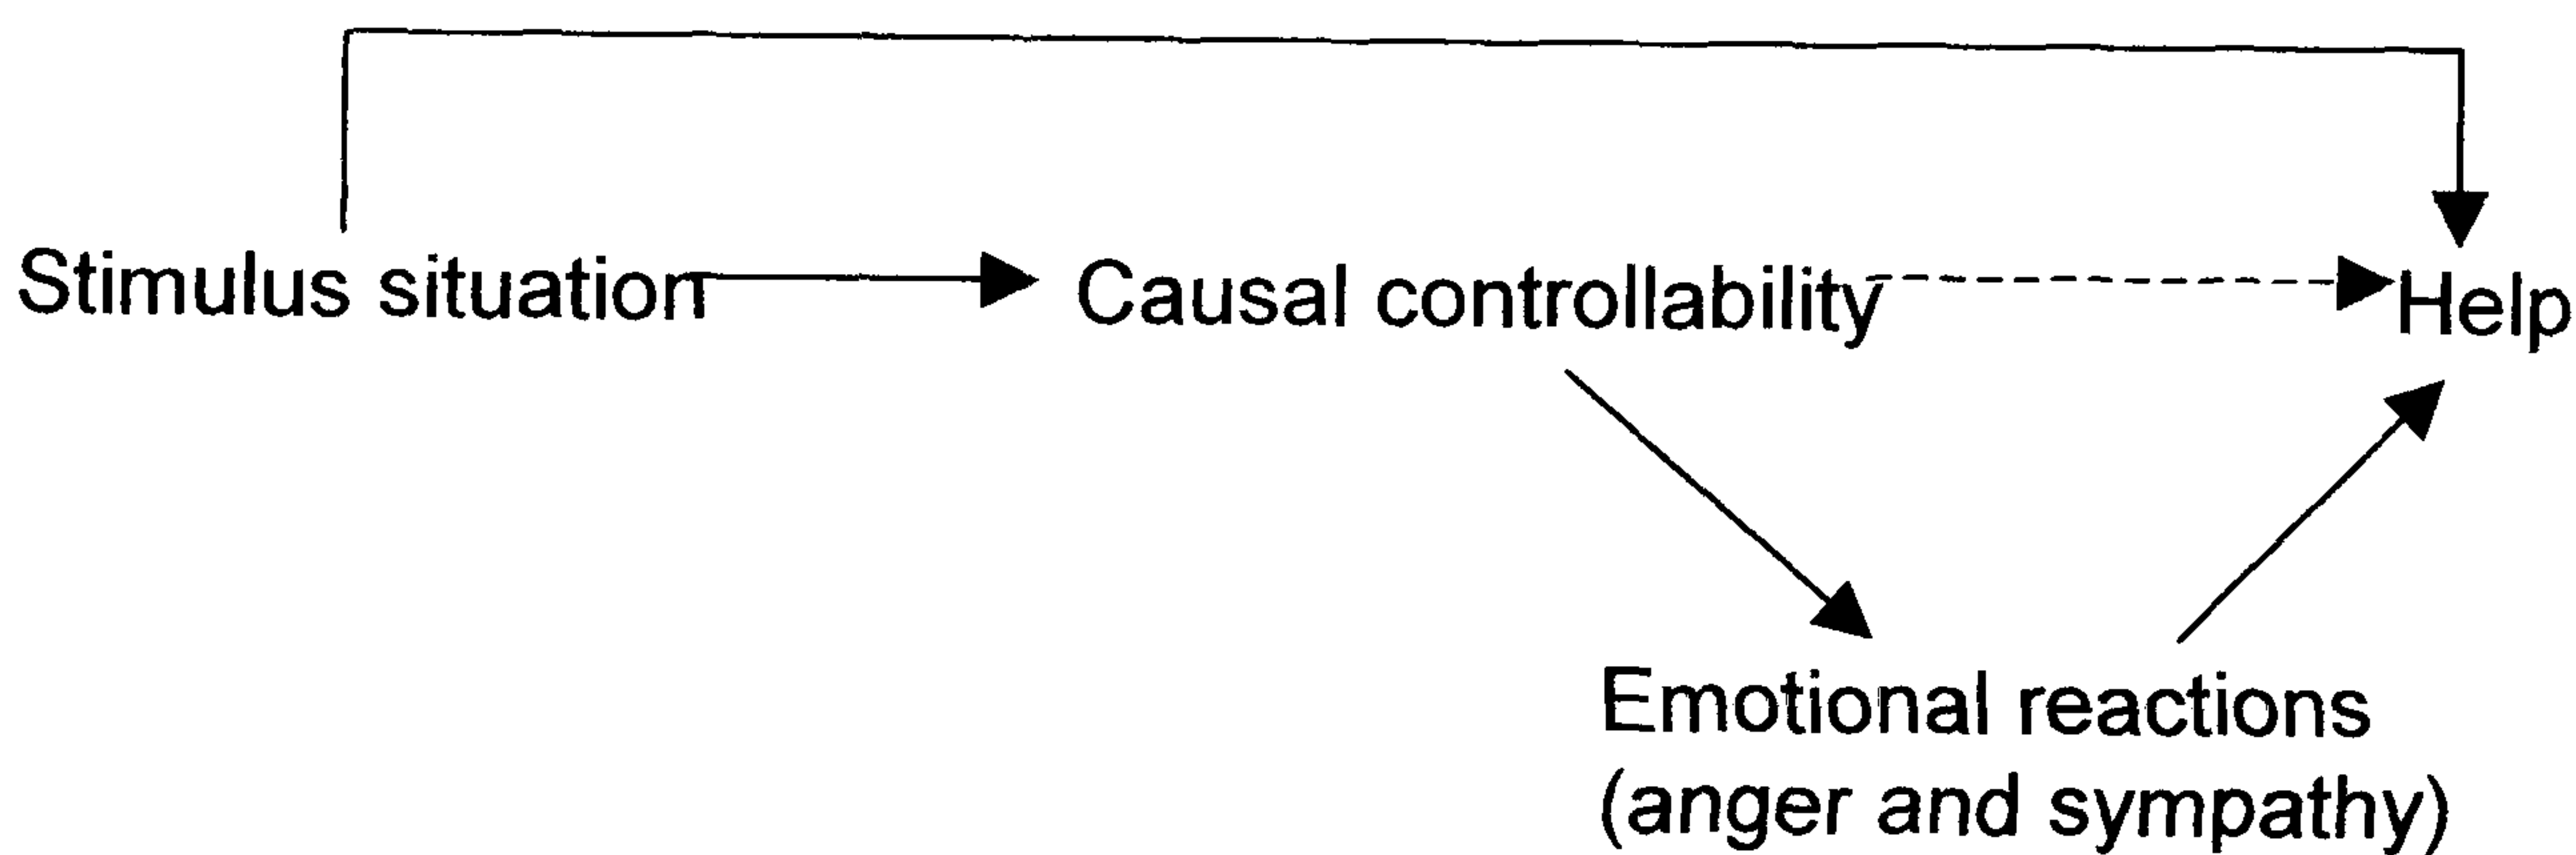 Stimulus situation
Causal controllability
Help
Emotional reactions
(anger and sympathy)